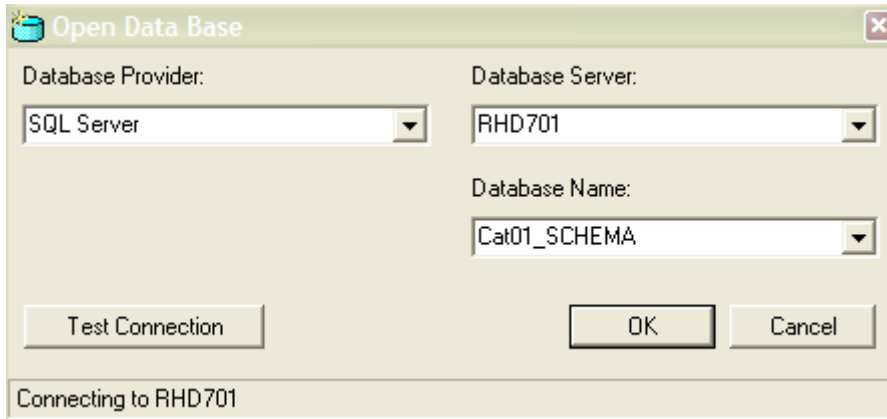 Open Data Base
Database Provider:
Database Server:
SQL Server
RHD701
Database Name:
Cat01_SCHEMA
Test Connection
OK
Cancel
Connecting to RHD701